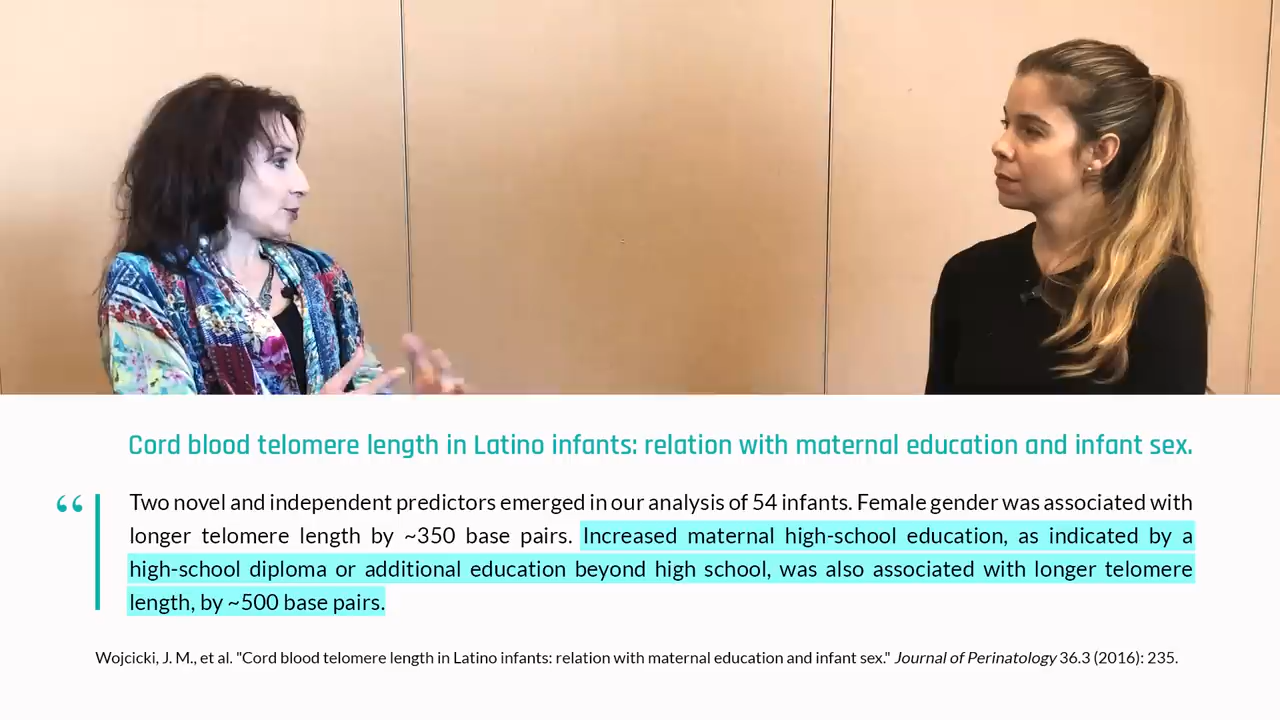 Cord blood telomere length in Latino infants: relation with maternal education and infant sex.
“
Two novel and independent predictors emerged in our analysis of 54 infants. Female gender was associated with
longer telomere length by ~350 base pairs. Increased maternal high-school education, as indicated by a
high-school diploma or additional education beyond high school, was also associated with longer telomere
length, by ~500 base pairs.
Wojcicki, J. M., et al. "Cord blood telomere length in Latino infants: relation with maternal education and infant sex." Journal of Perinatology 36.3 (2016): 235.